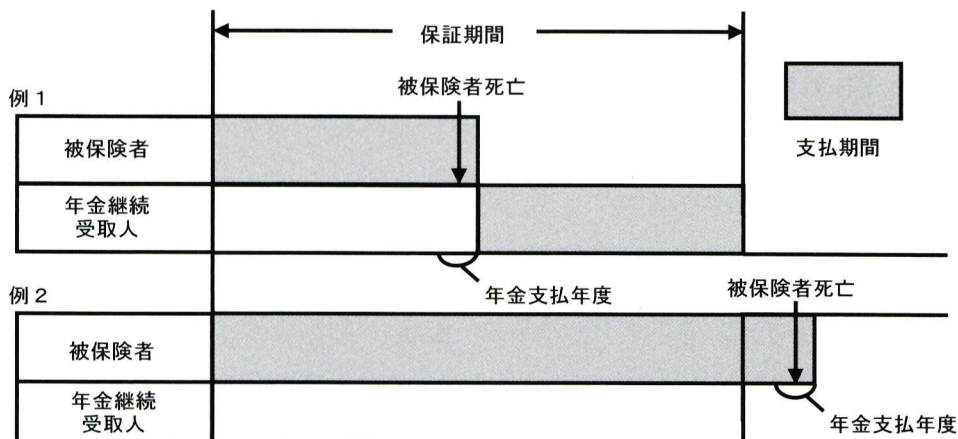 保証期間
被保険者死亡
例1
被保険者
支払期間
年金継続
受取人
年金支払年度
例2
被保険者死亡
被保険者
年金継続
受取人
年金支払年度